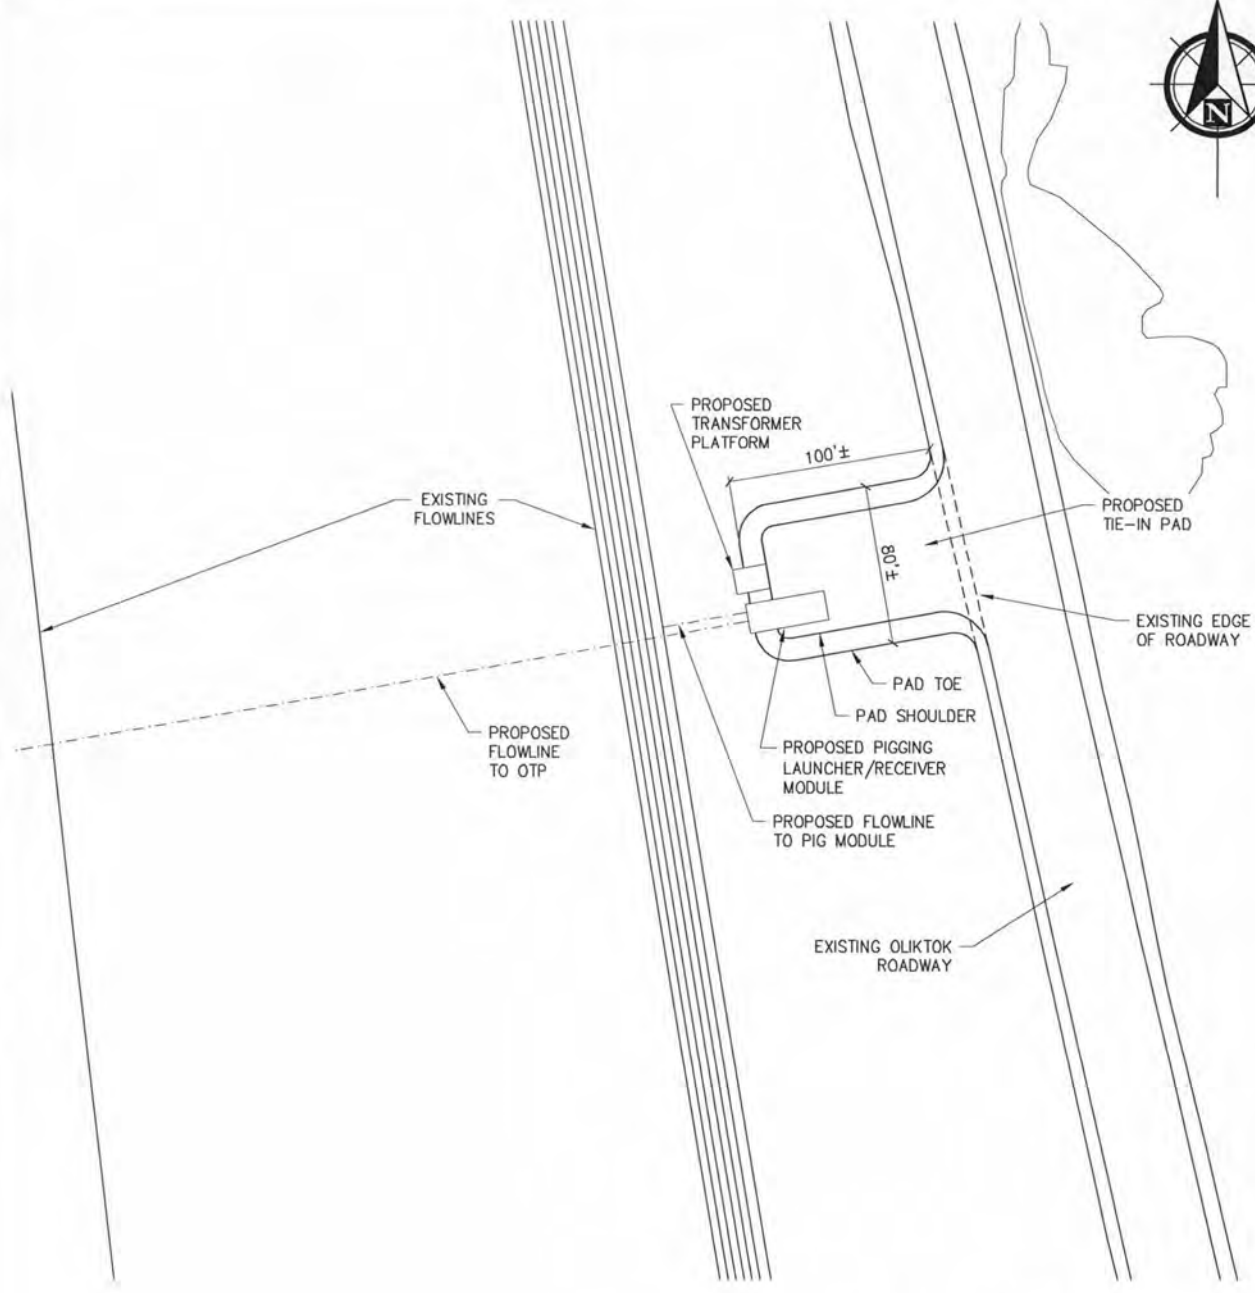 N
PROPOSED
TRANSFORMER
PLATFORM
100'±
EXISTING
FLOWLINES
PROPOSED
TIE-IN PAD
80'±
EXISTING EDGE
OF ROADWAY
PAD TOE
PAD SHOULDER
PROPOSED
FLOWLINE
TO OTP
PROPOSED PIGGING
LAUNCHER/RECEIVER
MODULE
PROPOSED FLOWLINE
TO PIG MODULE
EXISTING OLIKTOK
ROADWAY